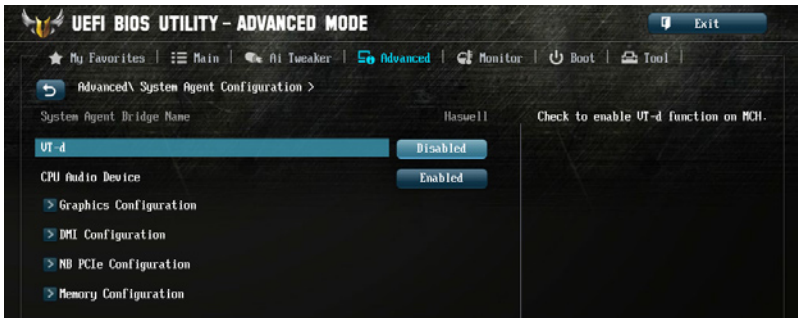 UEFI BIOS UTILITY – ADVANCED MODE
Exit
My Favorites | Main | Ai Tweaker | Advanced | Monitor | Boot | Tool |
Advanced\ System Agent Configuration >
System Agent Bridge Name Haswell
Check to enable VT-d function on MCH.
VT-d Disabled
CPU Audio Device Enabled
> Graphics Configuration
> DMI Configuration
> NB PCIe Configuration
> Memory Configuration